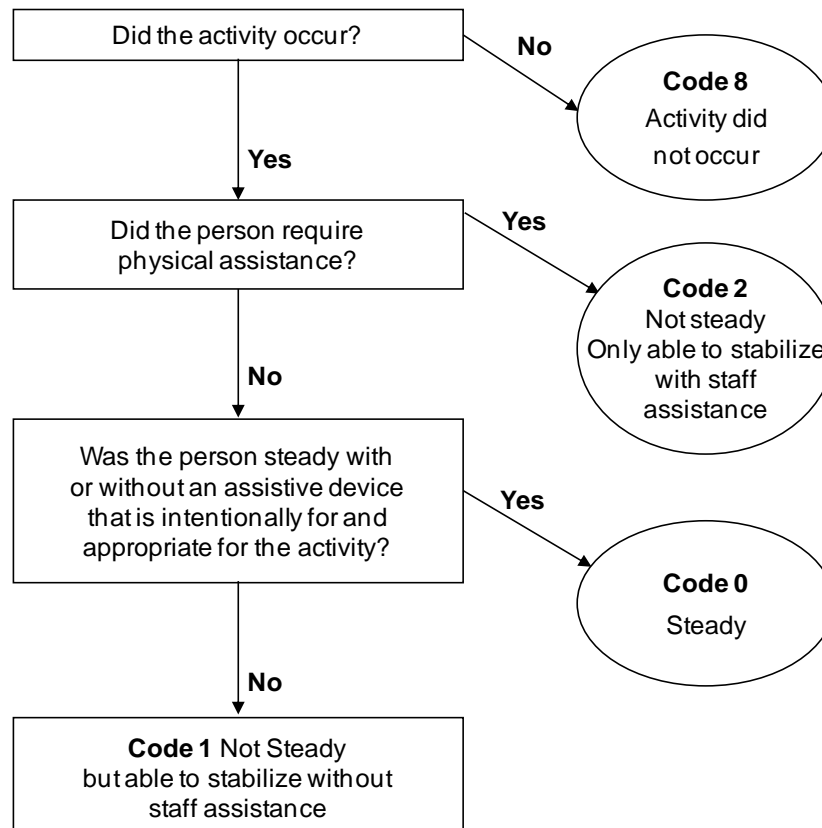 Did the activity occur?
No
Code 8
Activity did
not occur
Yes
Did the person require
physical assistance?
Yes
Code 2
Not steady
Only able to stabilize
with staff
assistance
No
Was the person steady with
or without an assistive device
that is intentionally for and
appropriate for the activity?
Yes
Code 0
Steady
No
Code 1 Not Steady
but able to stabilize without
staff assistance